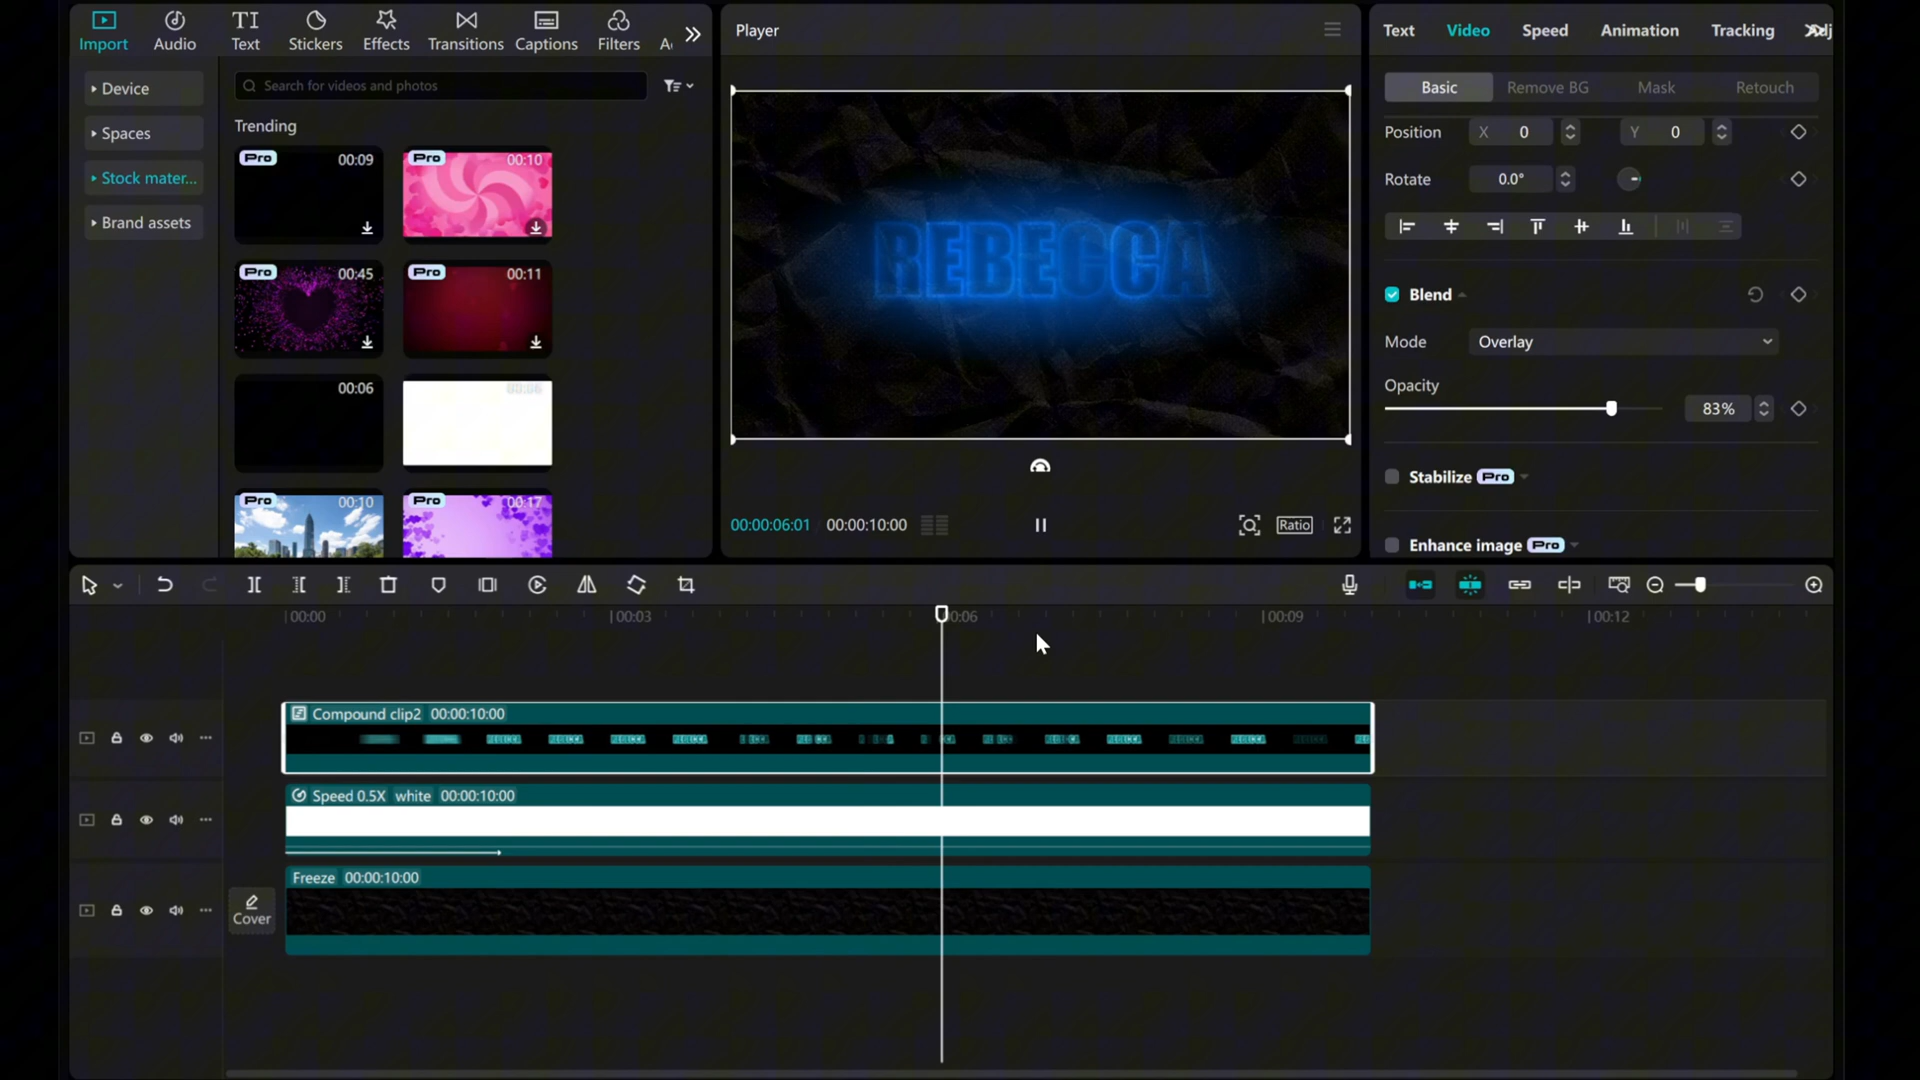 Import
Audio
Text
Stickers
Effects
Transitions
Captions
Filters
Device
Spaces
Stock mater...
Brand assets
Search for videos and photos
Trending
Pro 00:09
Pro 00:10
Pro 00:45
Pro 00:11
00:06
00:06
Pro 00:10
Pro 00:17
Player
REBECCA
00:00:06:01 00:00:10:00
Ratio
Text Video Speed Animation Tracking
Basic Remove BG Mask Retouch
Position X 0 Y 0
Rotate 0.0°
Blend
Mode Overlay
Opacity
83%
Stabilize Pro
Enhance image Pro
00:00 00:03 00:06 00:09 00:12
Compound clip2 00:00:10:00
Speed 0.5X white 00:00:10:00
Freeze 00:00:10:00
Cover